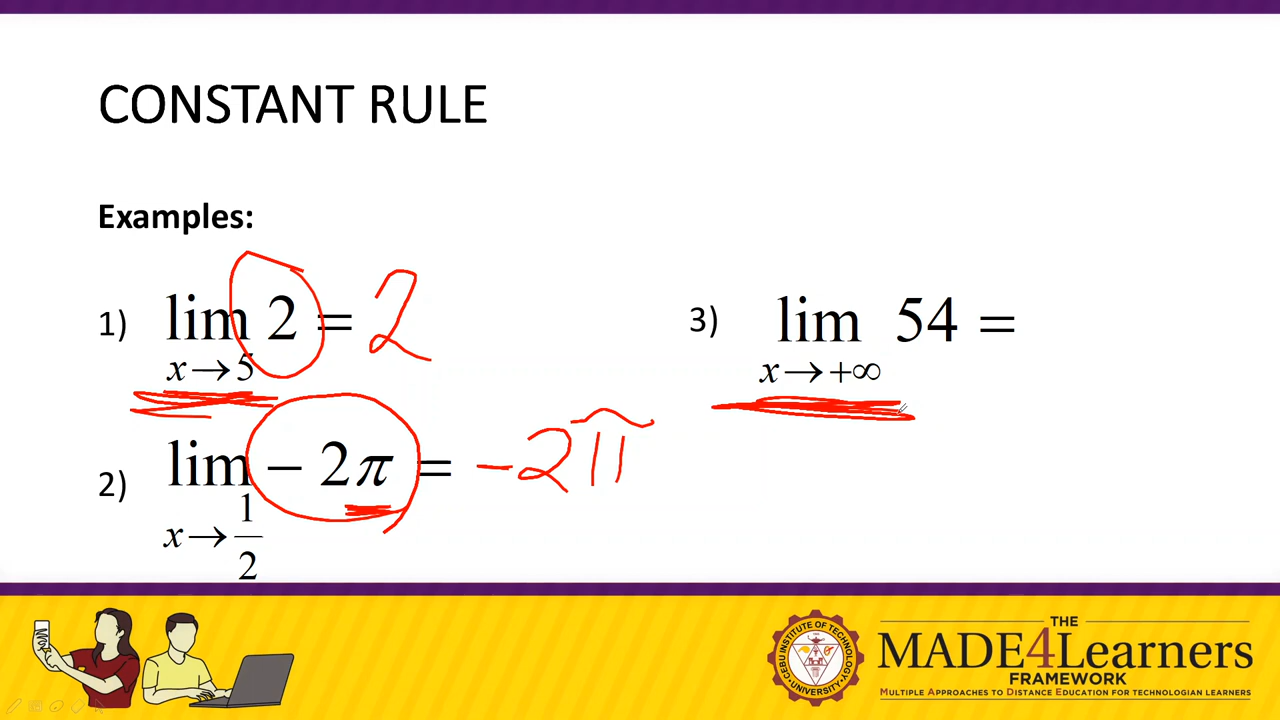 CONSTANT RULE
Examples:
1) lim 2 = 2
x→5
2) lim − 2π = -2π
x→1/2
3) lim 54 =
x→+∞
CEBU INSTITUTE OF TECHNOLOGY
UNIVERSITY
THE
MADE4Learners
FRAMEWORK
MULTIPLE APPROACHES TO DISTANCE EDUCATION FOR TECHNOLOGIAN LEARNERS